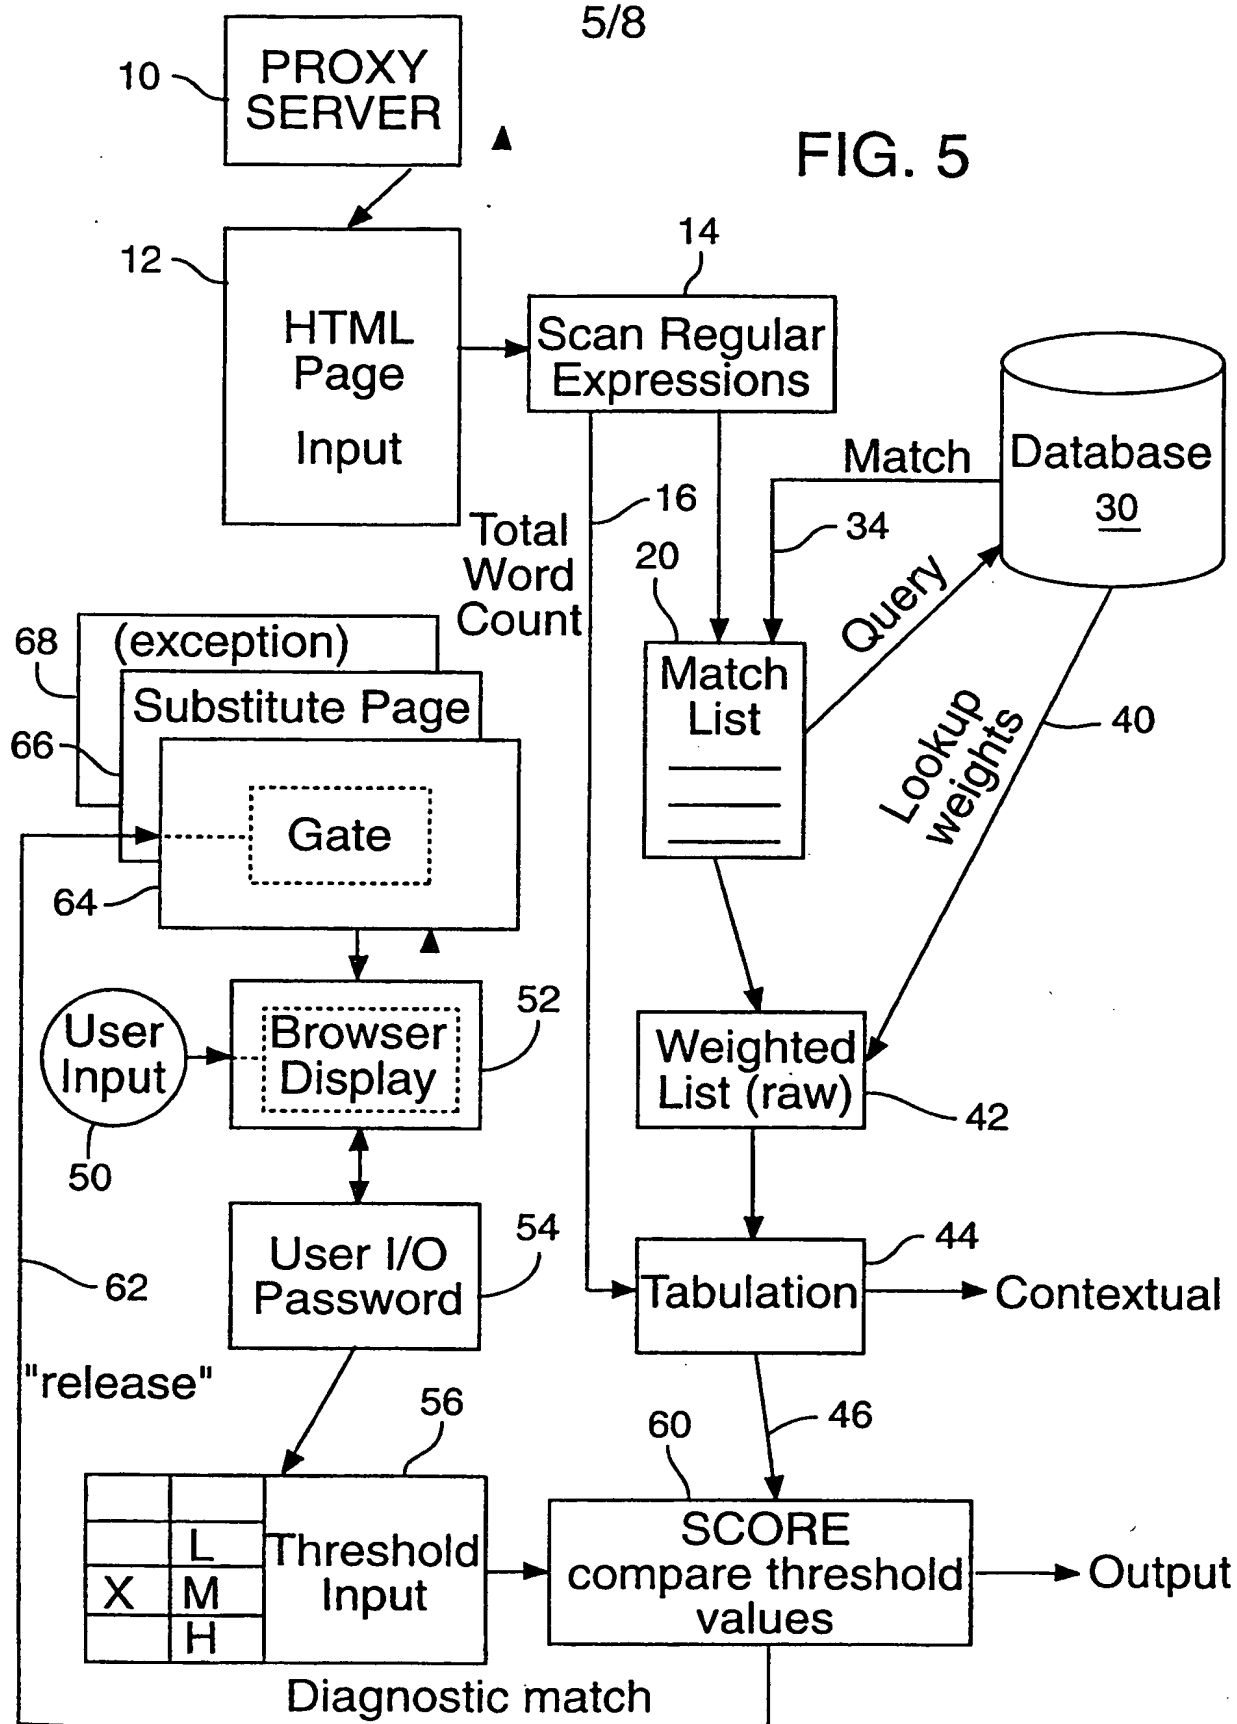 5/8
PROXY
SERVER
10
FIG. 5
12
HTML
Page
Input
14
Scan Regular
Expressions
Database
30
Match
16
34
Total
Word
Count
20
Query
Match
List
68
(exception)
Substitute Page
66
Gate
64
Lookup
weights
40
User
Input
50
Browser
Display
52
Weighted
List (raw)
42
User I/O
Password
54
44
Tabulation
Contextual
62
"release"
56
46
60
L
X M
H
Threshold
Input
SCORE
compare threshold
values
Output
Diagnostic match